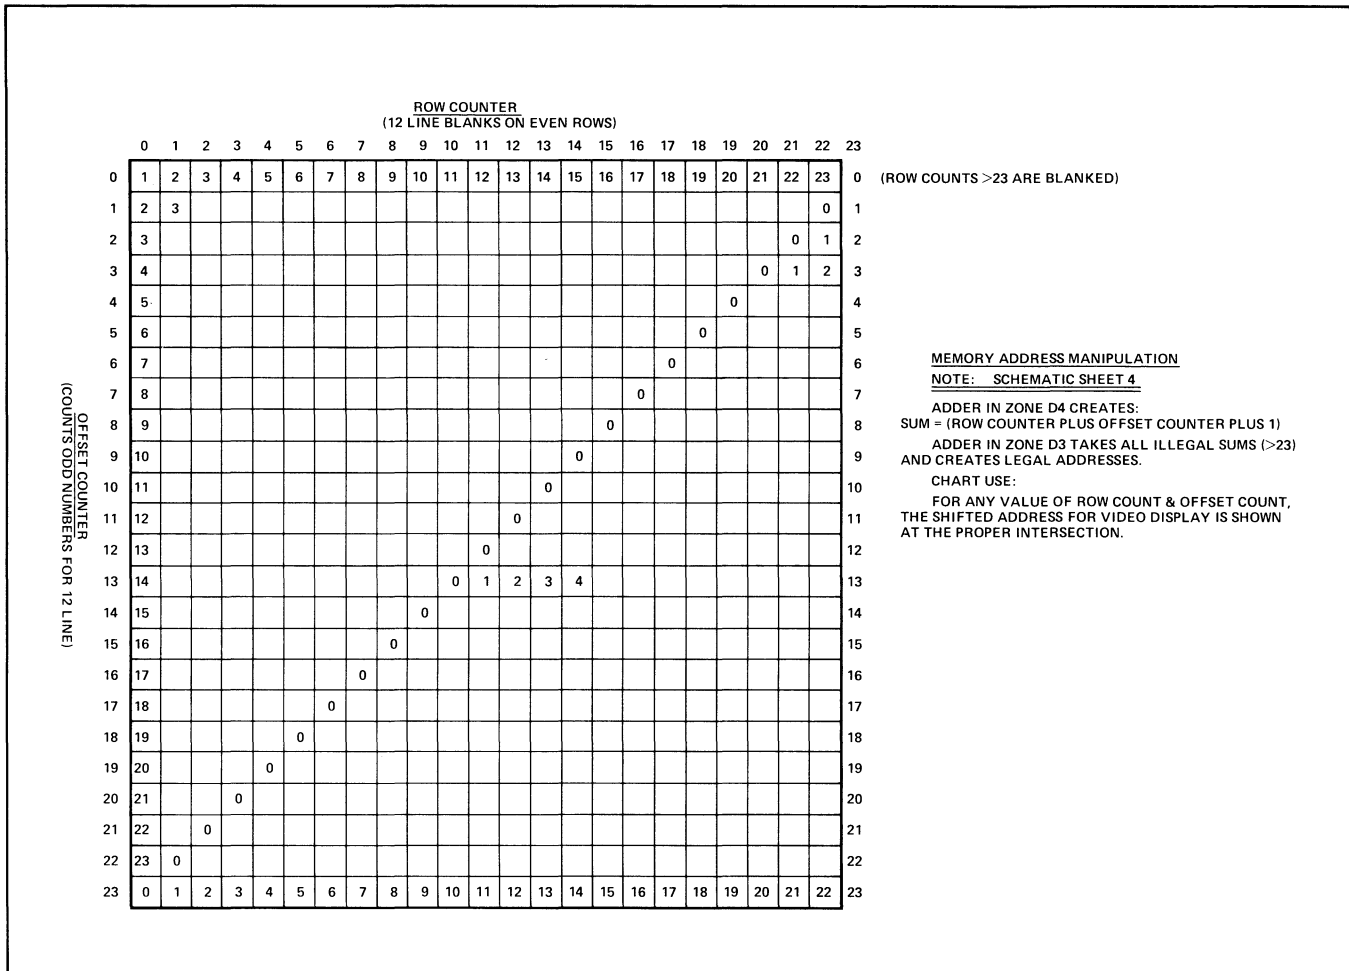 ROW COUNTER
(12 LINE BLANKS ON EVEN ROWS)
0 1 2 3 4 5 6 7 8 9 10 11 12 13 14 15 16 17 18 19 20 21 22 23
0 1 2 3 4 5 6 7 8 9 10 11 12 13 14 15 16 17 18 19 20 21 22 23 0 (ROW COUNTS >23 ARE BLANKED)
1 2 3 0 1
2 3 0 1 2
3 4 0 1 2 3
4 5 0 4
5 6 0 5
6 7 0 6
7 8 0 7
8 9 0 8
9 10 0 9
10 11 0 10
11 12 0 11
12 13 0 12
13 14 0 1 2 3 4 13
14 15 0 14
15 16 0 15
16 17 0 16
17 18 0 17
18 19 0 18
19 20 0 19
20 21 0 20
21 22 0 21
22 23 0 22
23 0 1 2 3 4 5 6 7 8 9 10 11 12 13 14 15 16 17 18 19 20 21 22 23
OFFSET COUNTER
(COUNTS ODD NUMBERS FOR 12 LINE)
MEMORY ADDRESS MANIPULATION
NOTE: SCHEMATIC SHEET 4
ADDER IN ZONE D4 CREATES:
SUM = (ROW COUNTER PLUS OFFSET COUNTER PLUS 1)
ADDER IN ZONE D3 TAKES ALL ILLEGAL SUMS (>23)
AND CREATES LEGAL ADDRESSES.
CHART USE:
FOR ANY VALUE OF ROW COUNT & OFFSET COUNT,
THE SHIFTED ADDRESS FOR VIDEO DISPLAY IS SHOWN
AT THE PROPER INTERSECTION.